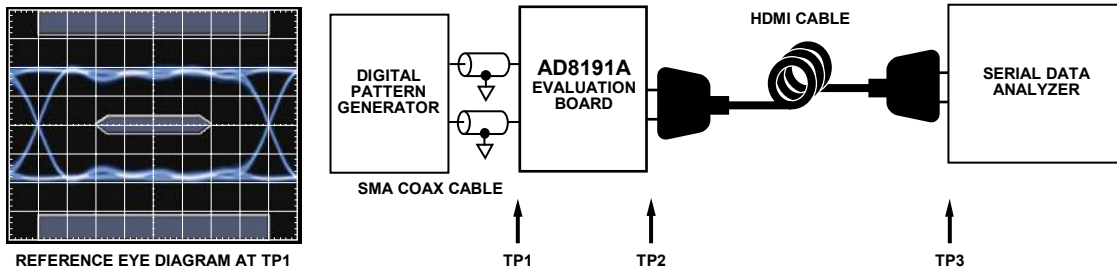 HDMI CABLE
DIGITAL
PATTERN
GENERATOR
AD8191A
EVALUATION
BOARD
SERIAL DATA
ANALYZER
SMA COAX CABLE
REFERENCE EYE DIAGRAM AT TP1
TP1
TP2
TP3